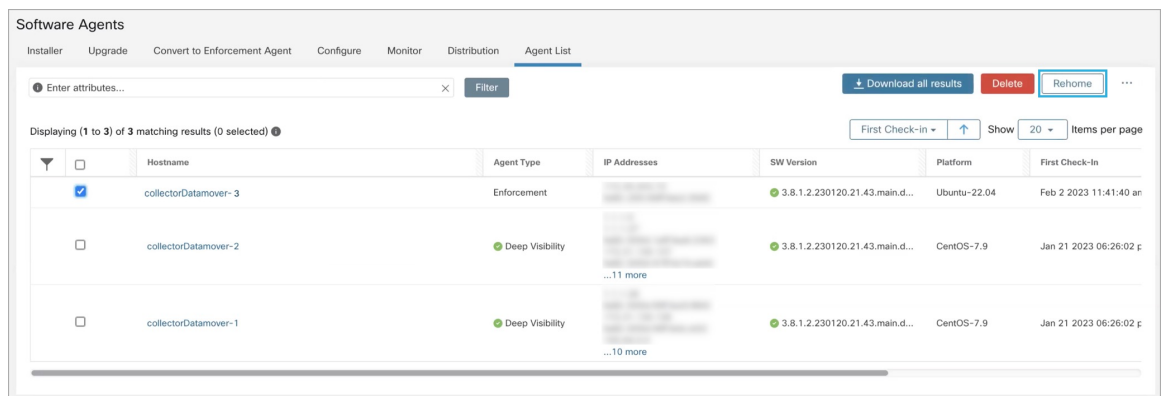 Software Agents
Installer Upgrade Convert to Enforcement Agent Configure Monitor Distribution Agent List
Enter attributes... × Filter Download all results Delete Rehome ...
Displaying (1 to 3) of 3 matching results (0 selected) First Check-in ↑ Show 20 Items per page
Hostname Agent Type IP Addresses SW Version Platform First Check-In
collectorDatamover- 3 Enforcement 3.8.1.2.230120.21.43.main.d... Ubuntu-22.04 Feb 2 2023 11:41:40 am
collectorDatamover-2 Deep Visibility 3.8.1.2.230120.21.43.main.d... CentOS-7.9 Jan 21 2023 06:26:02 p
...11 more
collectorDatamover-1 Deep Visibility 3.8.1.2.230120.21.43.main.d... CentOS-7.9 Jan 21 2023 06:26:02 p
...10 more